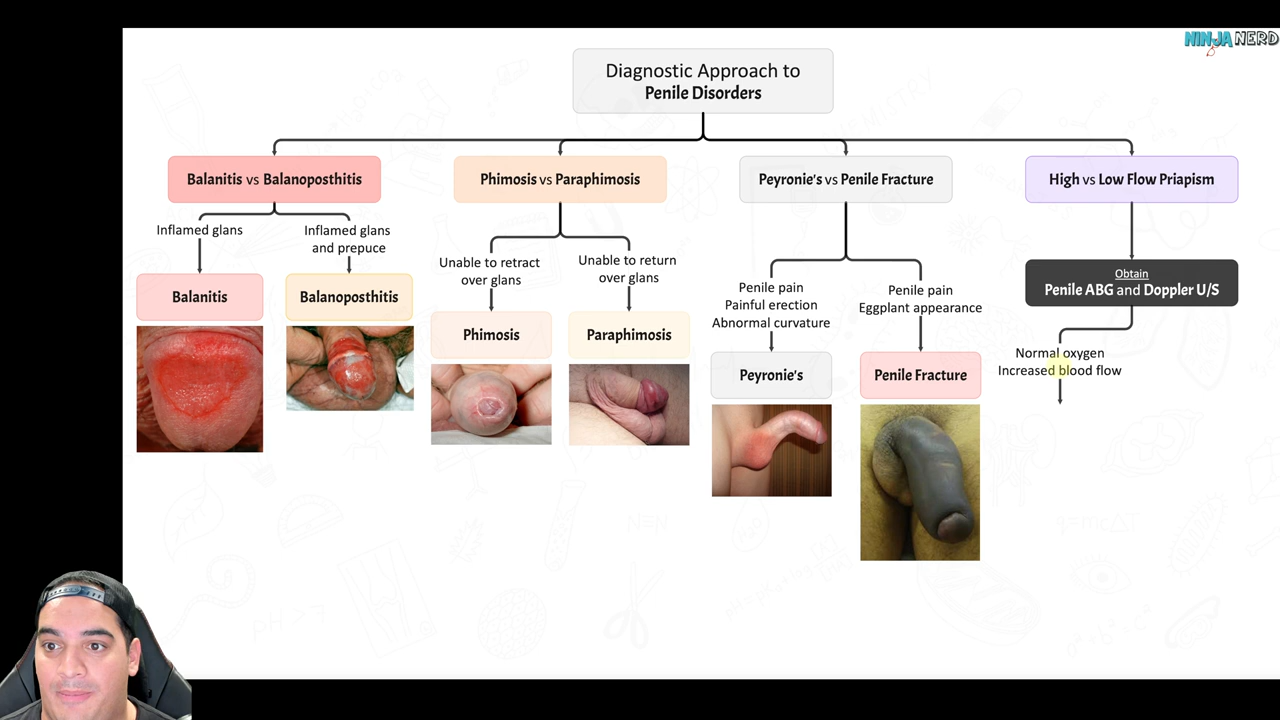 NINJA NERD
Diagnostic Approach to
Penile Disorders
Balanitis vs Balanoposthitis
Phimosis vs Paraphimosis
Peyronie's vs Penile Fracture
High vs Low Flow Priapism
Inflamed glans
Inflamed glans
and prepuce
Balanitis
Balanoposthitis
Unable to retract
over glans
Unable to return
over glans
Phimosis
Paraphimosis
Penile pain
Painful erection
Abnormal curvature
Penile pain
Eggplant appearance
Peyronie's
Penile Fracture
Obtain
Penile ABG and Doppler U/S
Normal oxygen
Increased blood flow